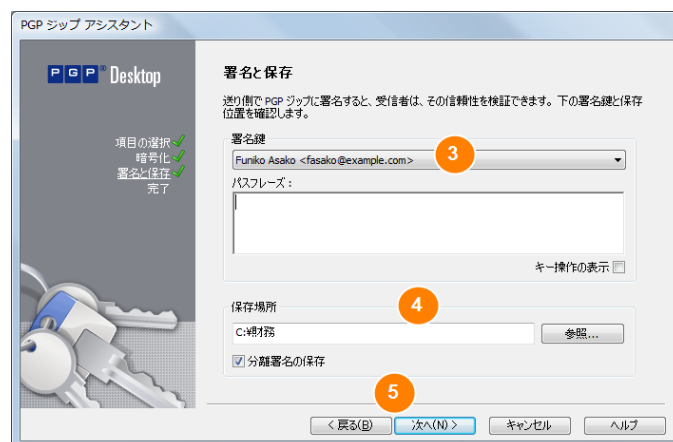 PGP ジップ アシスタント
PGP® Desktop
項目の選択
暗号化
署名と保存
完了
署名と保存
送り側で PGP ジップに署名すると、受信者は、その信頼性を検証できます。下の署名鍵と保存
位置を確認します。
署名鍵
3
Funiko Asako <fasako@example.com>
パスフレーズ：
キー操作の表示
保存場所
4
C:¥財務
参照...
分離署名の保存
5
< 戻る(B)
次へ(N) >
キャンセル
ヘルプ